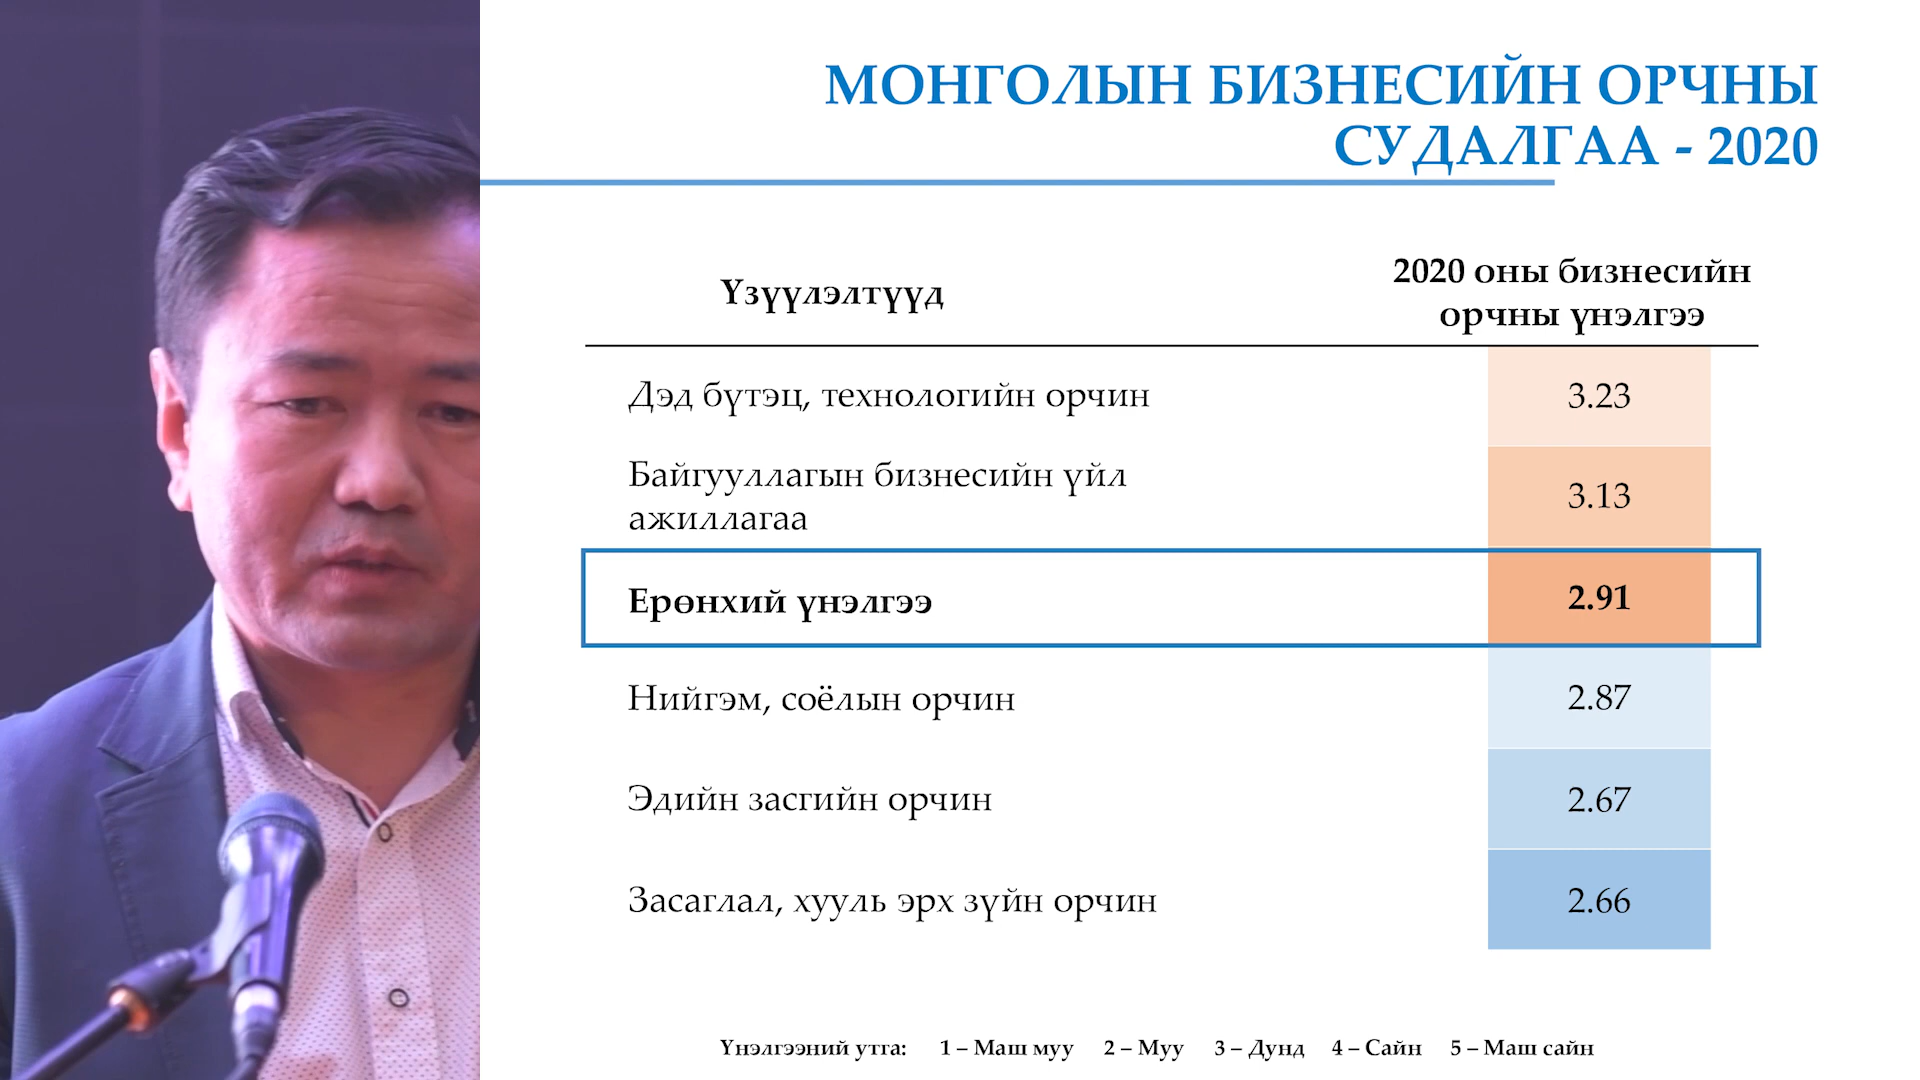 МОНГОЛЫН БИЗНЕСИЙН ОРЧНЫ
СУДАЛГАА - 2020
Үзүүлэлтүүд
2020 оны бизнесийн
орчны үнэлгээ
Дэд бүтэц, технологийн орчин 3.23
Байгууллагын бизнесийн үйл
ажиллагаа 3.13
Ерөнхий үнэлгээ 2.91
Нийгэм, соёлын орчин 2.87
Эдийн засгийн орчин 2.67
Засаглал, хууль эрх зүйн орчин 2.66
Үнэлгээний утга: 1 – Маш муу 2 – Муу 3 – Дунд 4 – Сайн 5 – Маш сайн